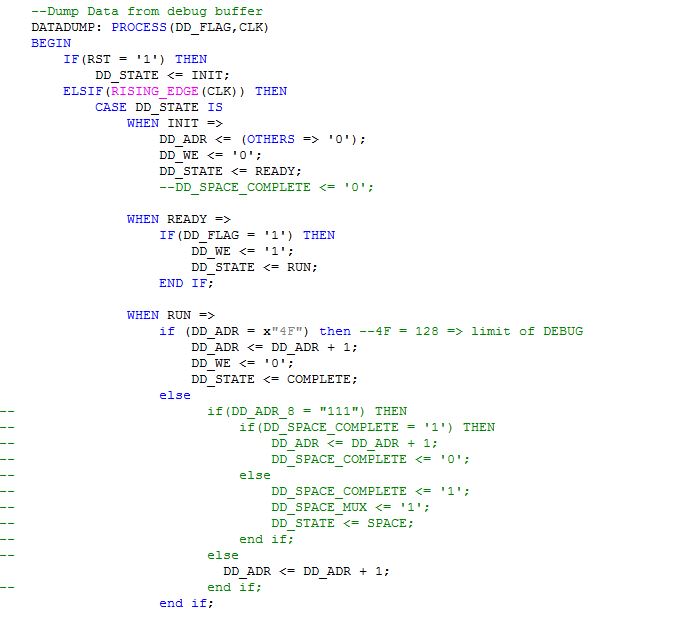 --Dump Data from debug buffer
DATADUMP: PROCESS(DD_FLAG,CLK)
BEGIN
IF(RST = '1') THEN
DD_STATE <= INIT;
ELSIF(RISING_EDGE(CLK)) THEN
CASE DD_STATE IS
WHEN INIT =>
DD_ADR <= (OTHERS => '0');
DD_WE <= '0';
DD_STATE <= READY;
--DD_SPACE_COMPLETE <= '0';
WHEN READY =>
IF(DD_FLAG = '1') THEN
DD_WE <= '1';
DD_STATE <= RUN;
END IF;
WHEN RUN =>
if (DD_ADR = x"4F") then --4F = 128 => limit of DEBUG
DD_ADR <= DD_ADR + 1;
DD_WE <= '0';
DD_STATE <= COMPLETE;
else
-- if(DD_ADR_8 = "111") THEN
-- if(DD_SPACE_COMPLETE = '1') THEN
-- DD_ADR <= DD_ADR + 1;
-- DD_SPACE_COMPLETE <= '0';
-- else
-- DD_SPACE_COMPLETE <= '1';
-- DD_SPACE_MUX <= '1';
-- DD_STATE <= SPACE;
-- end if;
-- else
DD_ADR <= DD_ADR + 1;
-- end if;
end if;